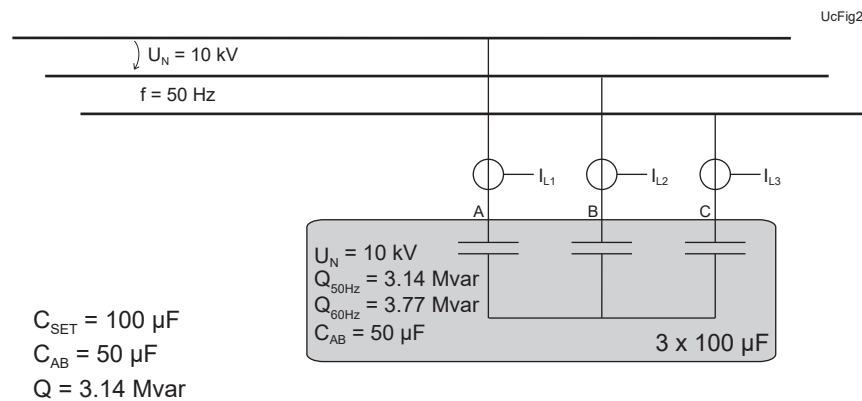 UcFig2
U_N = 10 kV
f = 50 Hz
I_L1
I_L2
I_L3
A
B
C
U_N = 10 kV
Q_50Hz = 3.14 Mvar
Q_60Hz = 3.77 Mvar
C_AB = 50 µF
3 x 100 µF
C_SET = 100 µF
C_AB = 50 µF
Q = 3.14 Mvar